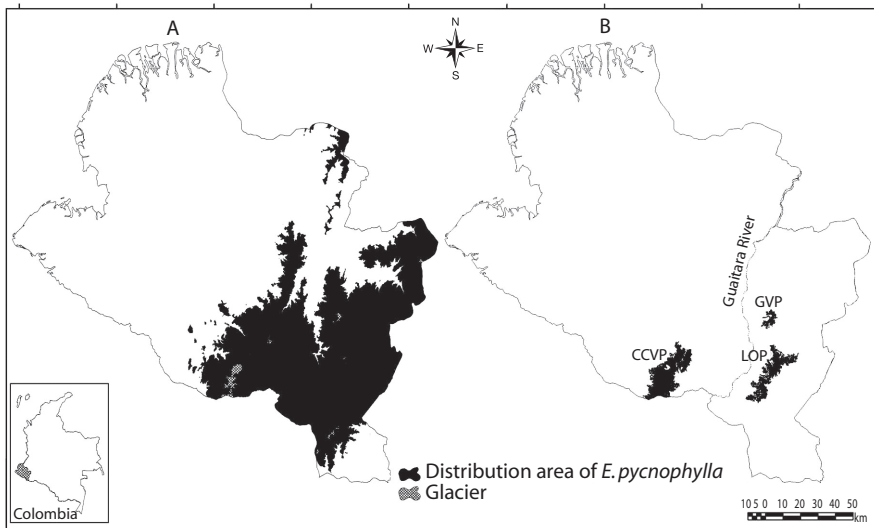 A
B
N
W E
S
Guaitara River
GVP
CCVP
LOP
Distribution area of E. pycnophylla
Glacier
Colombia
10 5 0 10 20 30 40 50
km